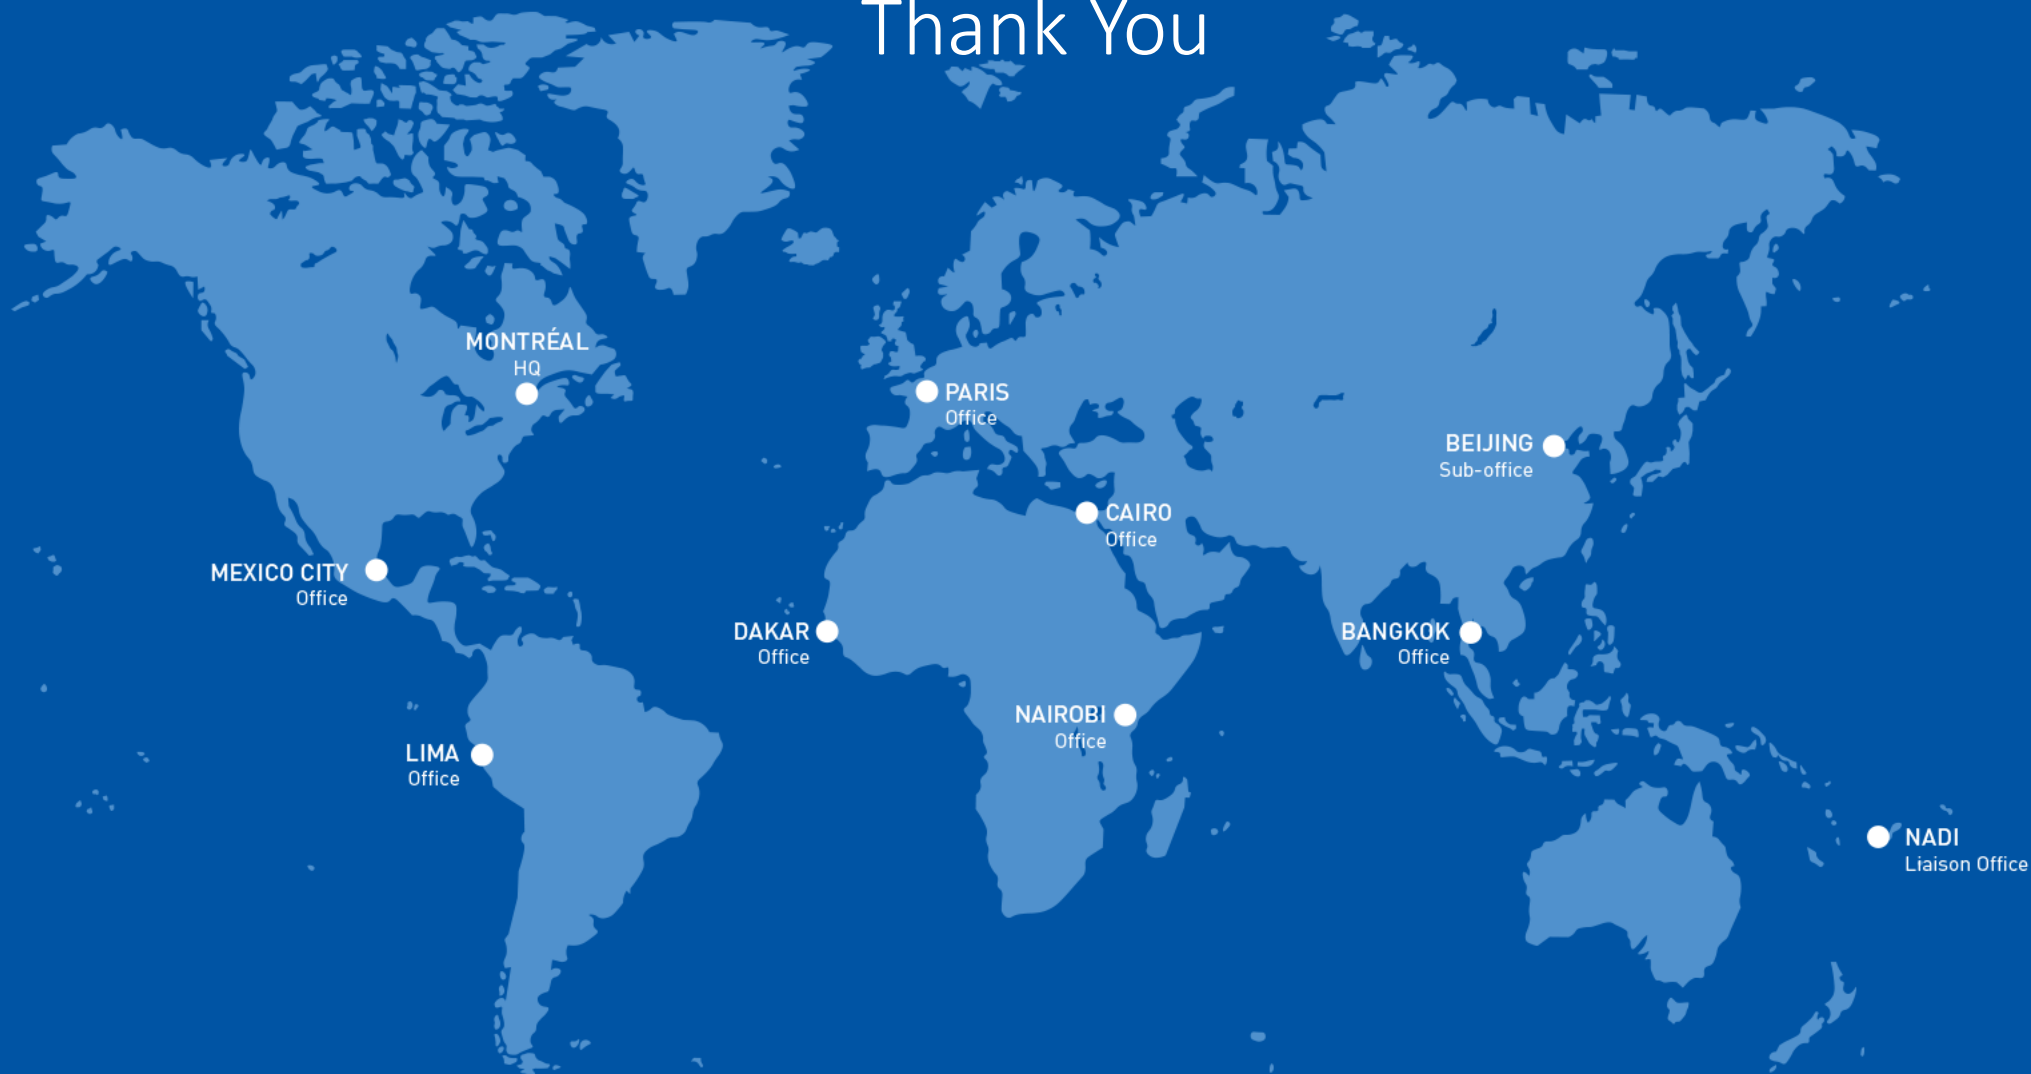 Thank You
MONTRÉAL
HQ
PARIS
Office
BEIJING
Sub-office
CAIRO
Office
MEXICO CITY
Office
DAKAR
Office
BANGKOK
Office
NAIROBI
Office
LIMA
Office
NADI
Liaison Office